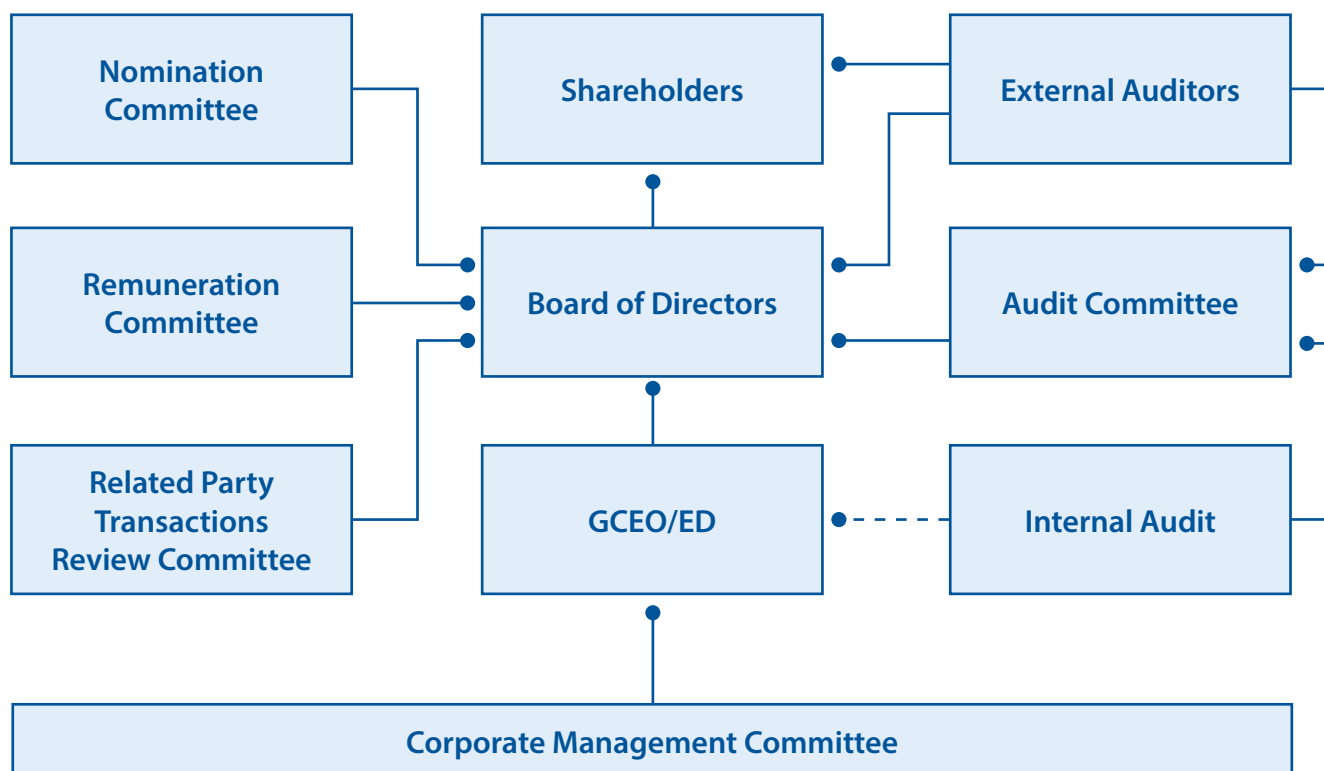 Nomination
Committee
Shareholders
External Auditors
Remuneration
Committee
Board of Directors
Audit Committee
Related Party
Transactions
Review Committee
GCEO/ED
Internal Audit
Corporate Management Committee